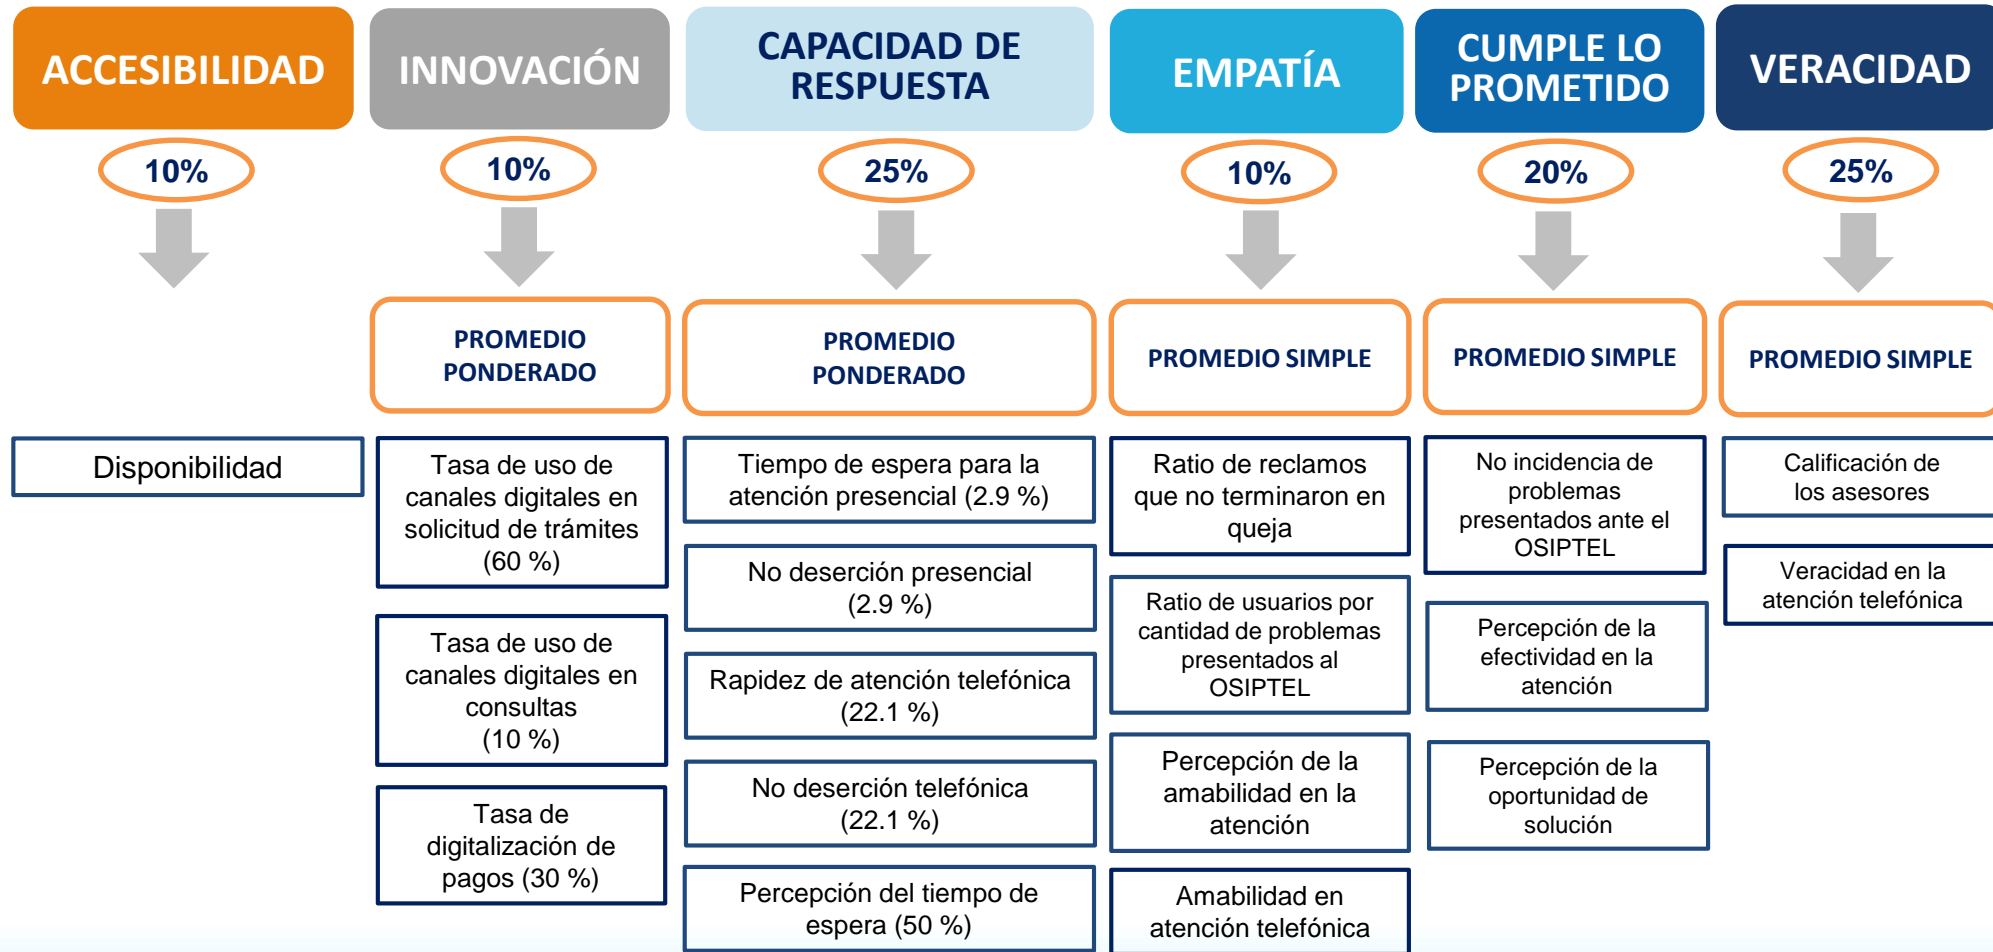 ACCESIBILIDAD
10%
Disponibilidad
INNOVACIÓN
10%
PROMEDIO
PONDERADO
Tasa de uso de
canales digitales en
solicitud de trámites
(60 %)
Tasa de uso de
canales digitales en
consultas
(10 %)
Tasa de
digitalización de
pagos (30 %)
CAPACIDAD DE
RESPUESTA
25%
PROMEDIO
PONDERADO
Tiempo de espera para la
atención presencial (2.9 %)
No deserción presencial
(2.9 %)
Rapidez de atención telefónica
(22.1 %)
No deserción telefónica
(22.1 %)
Percepción del tiempo de
espera (50 %)
EMPATÍA
10%
PROMEDIO SIMPLE
Ratio de reclamos
que no terminaron en
queja
Ratio de usuarios por
cantidad de problemas
presentados al
OSIPTEL
Percepción de la
amabilidad en la
atención
Amabilidad en
atención telefónica
CUMPLE LO
PROMETIDO
20%
PROMEDIO SIMPLE
No incidencia de
problemas
presentados ante el
OSIPTEL
Percepción de la
efectividad en la
atención
Percepción de la
oportunidad de
solución
VERACIDAD
25%
PROMEDIO SIMPLE
Calificación de
los asesores
Veracidad en la
atención telefónica